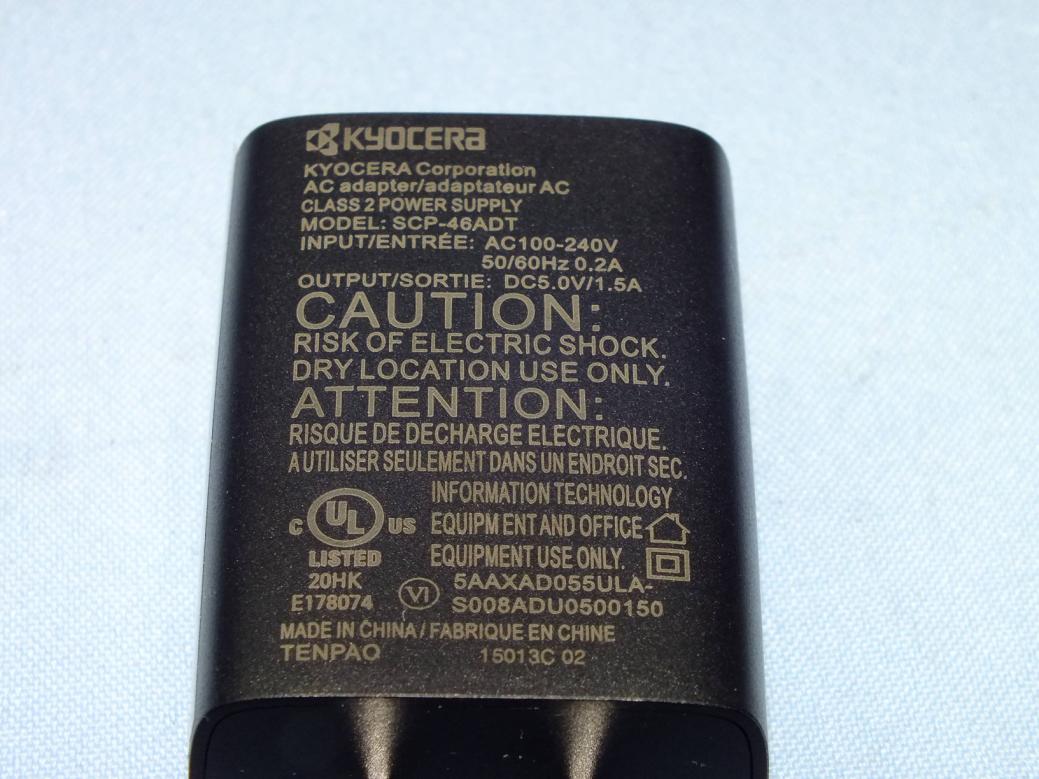 KYOCERA
KYOCERA Corporation
AC adapter/adaptateur AC
CLASS 2 POWER SUPPLY
MODEL: SCP-46ADT
INPUT/ENTRÉE: AC100-240V
50/60Hz 0.2A
OUTPUT/SORTIE: DC5.0V/1.5A
CAUTION:
RISK OF ELECTRIC SHOCK.
DRY LOCATION USE ONLY.
ATTENTION:
RISQUE DE DECHARGE ELECTRIQUE.
A UTILISER SEULEMENT DANS UN ENDROIT SEC.
INFORMATION TECHNOLOGY
EQUIPMENT AND OFFICE
EQUIPMENT USE ONLY.
C UL US
LISTED
20HK
E178074
VI
5AAXAD055ULA-
S008ADU0500150
MADE IN CHINA / FABRIQUE EN CHINE
TENPAO 15013C 02